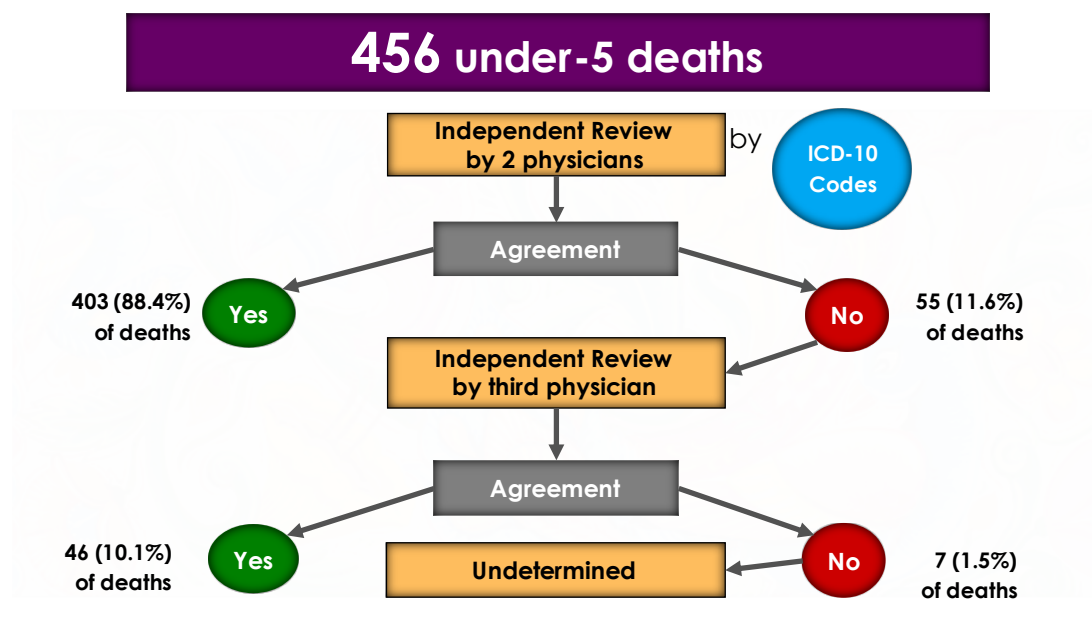 456 under-5 deaths
Independent Review
by 2 physicians
by
ICD-10
Codes
Agreement
403 (88.4%)
of deaths
Yes
No
55 (11.6%)
of deaths
Independent Review
by third physician
Agreement
46 (10.1%)
of deaths
Yes
Undetermined
No
7 (1.5%)
of deaths